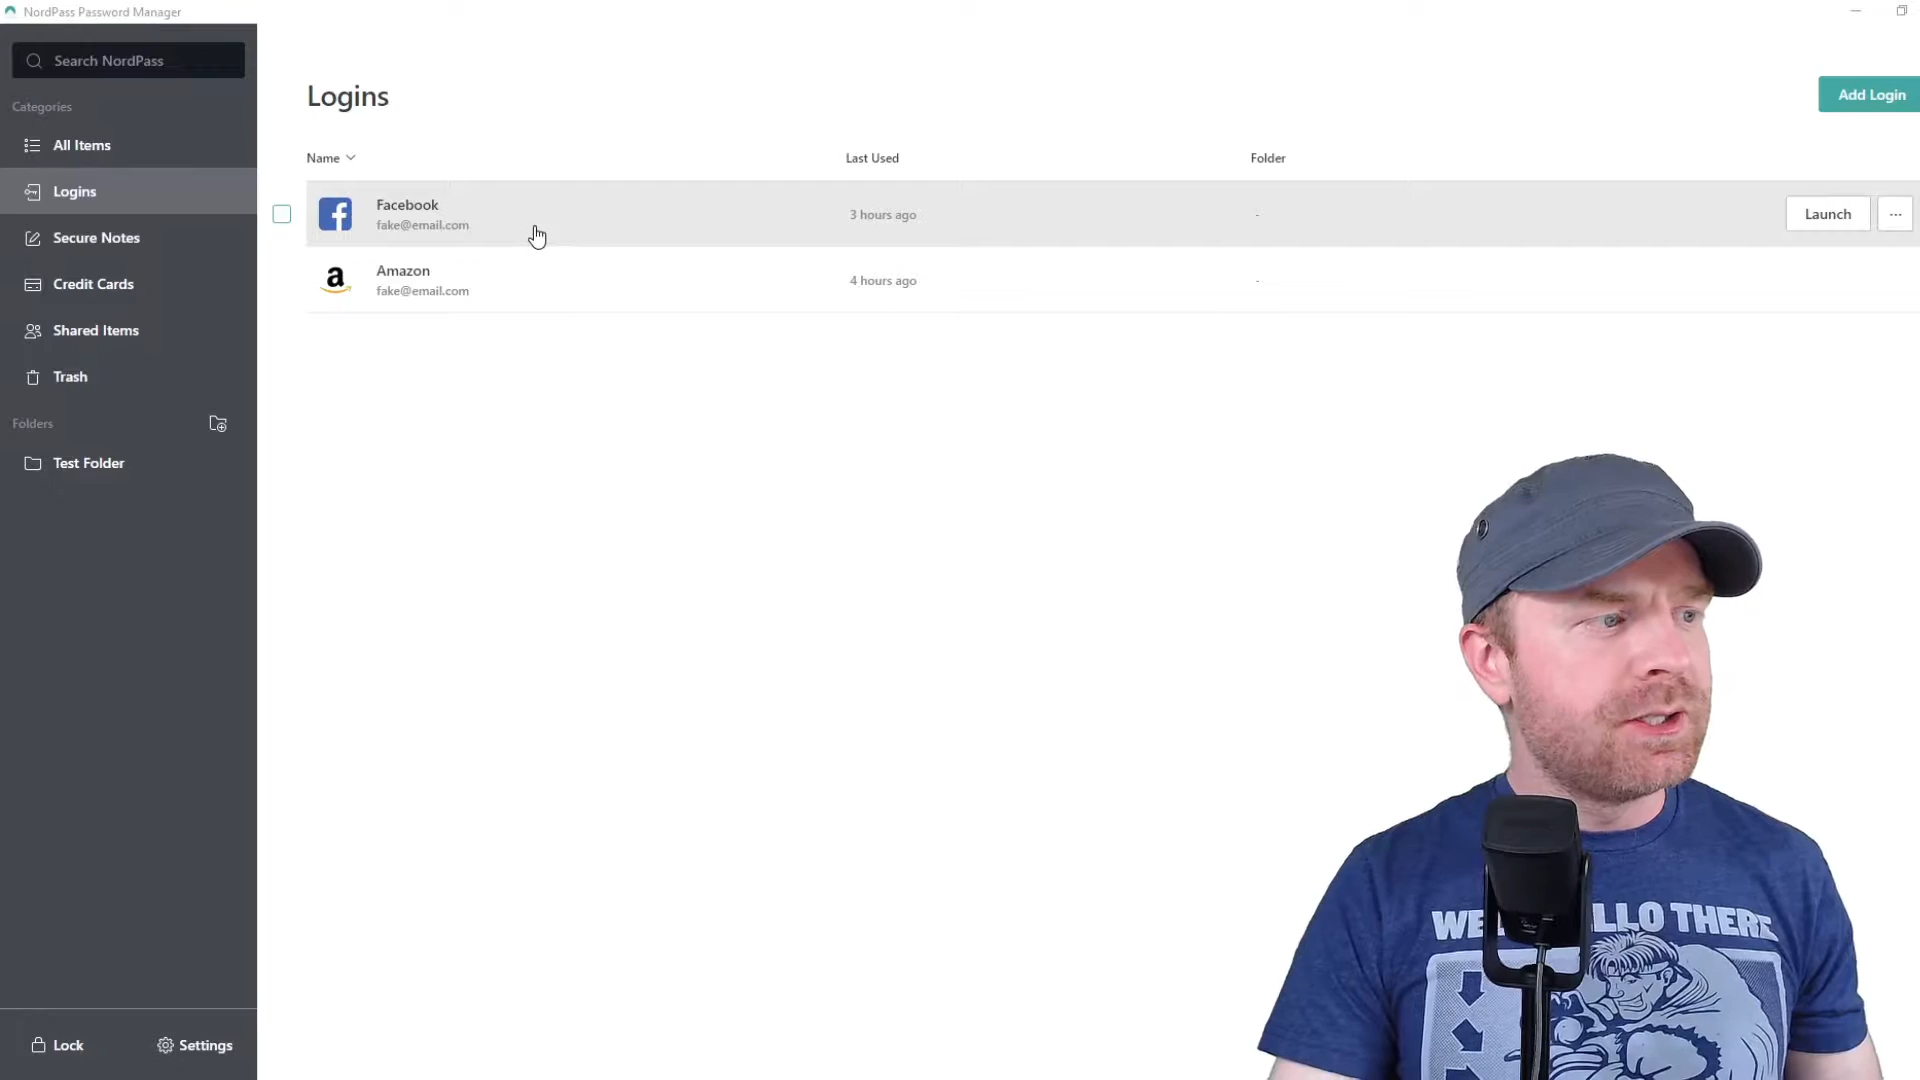 NordPass Password Manager
Search NordPass
Categories
All Items
Logins
Secure Notes
Credit Cards
Shared Items
Trash
Folders
Test Folder
Lock
Settings
Logins
Add Login
Name
Last Used
Folder
Facebook
fake@email.com
3 hours ago
-
Launch
...
Amazon
fake@email.com
4 hours ago
-
THERE